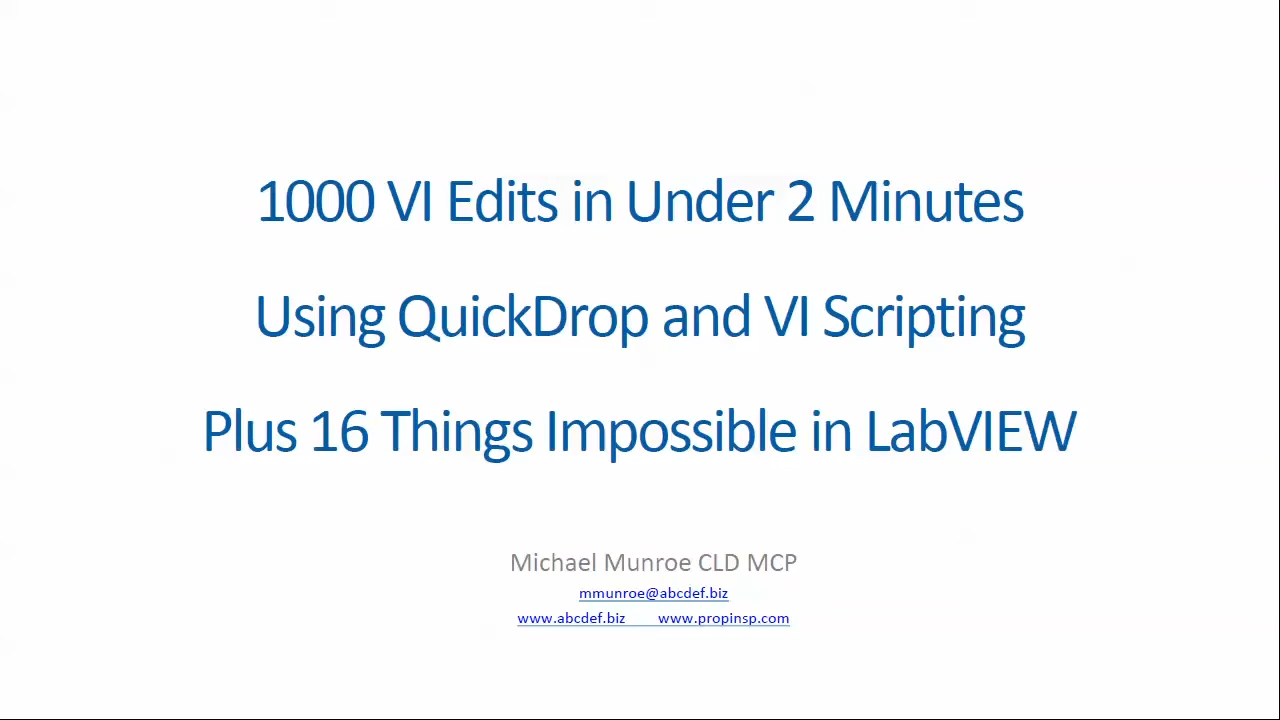 1000 VI Edits in Under 2 Minutes
Using QuickDrop and VI Scripting
Plus 16 Things Impossible in LabVIEW
Michael Munroe CLD MCP
mmunroe@abcdef.biz
www.abcdef.biz www.propinsp.com